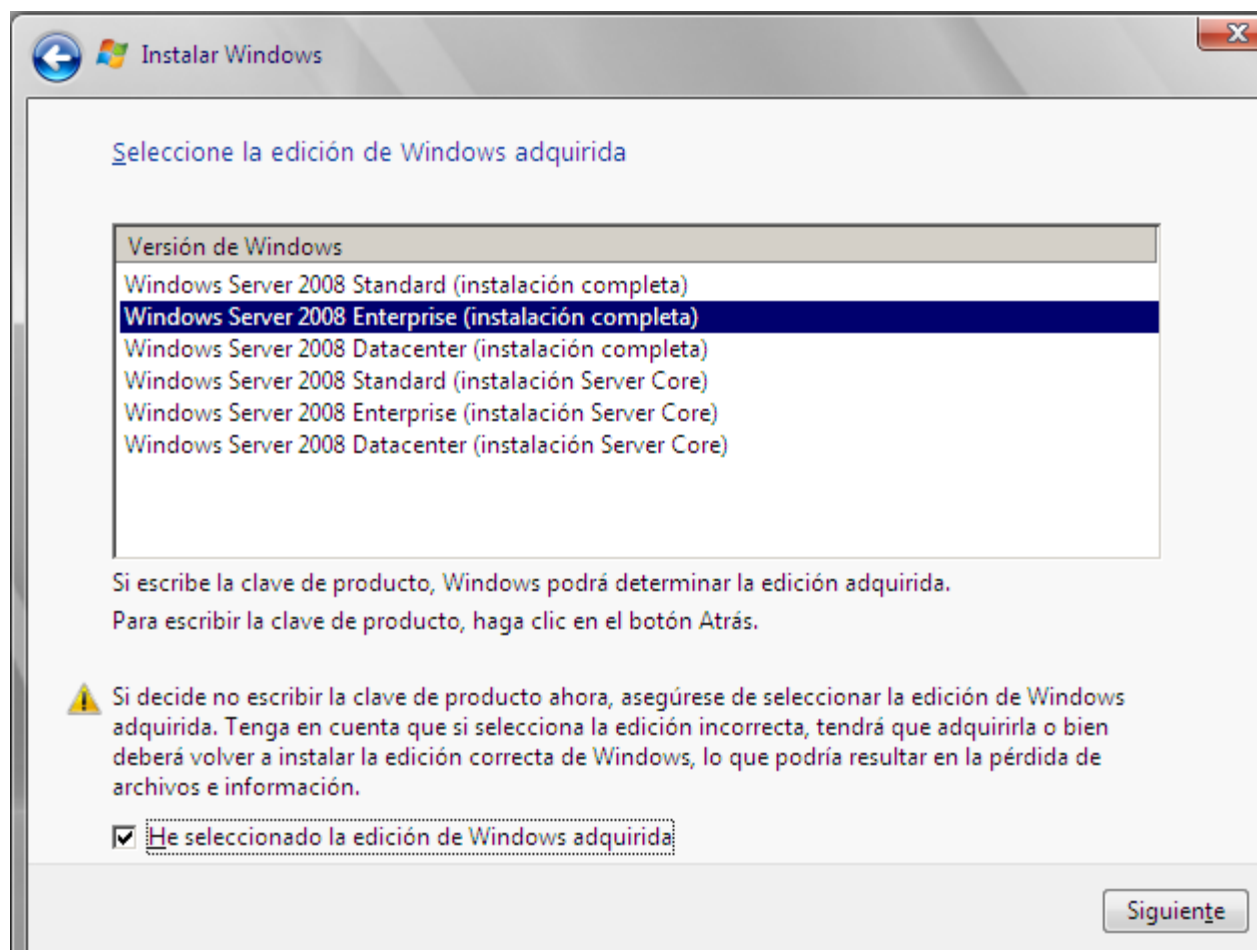 Instalar Windows
Seleccione la edición de Windows adquirida
Versión de Windows
Windows Server 2008 Standard (instalación completa)
Windows Server 2008 Enterprise (instalación completa)
Windows Server 2008 Datacenter (instalación completa)
Windows Server 2008 Standard (instalación Server Core)
Windows Server 2008 Enterprise (instalación Server Core)
Windows Server 2008 Datacenter (instalación Server Core)
Si escribe la clave de producto, Windows podrá determinar la edición adquirida.
Para escribir la clave de producto, haga clic en el botón Atrás.
Si decide no escribir la clave de producto ahora, asegúrese de seleccionar la edición de Windows
adquirida. Tenga en cuenta que si selecciona la edición incorrecta, tendrá que adquirirla o bien
deberá volver a instalar la edición correcta de Windows, lo que podría resultar en la pérdida de
archivos e información.
He seleccionado la edición de Windows adquirida
Siguiente